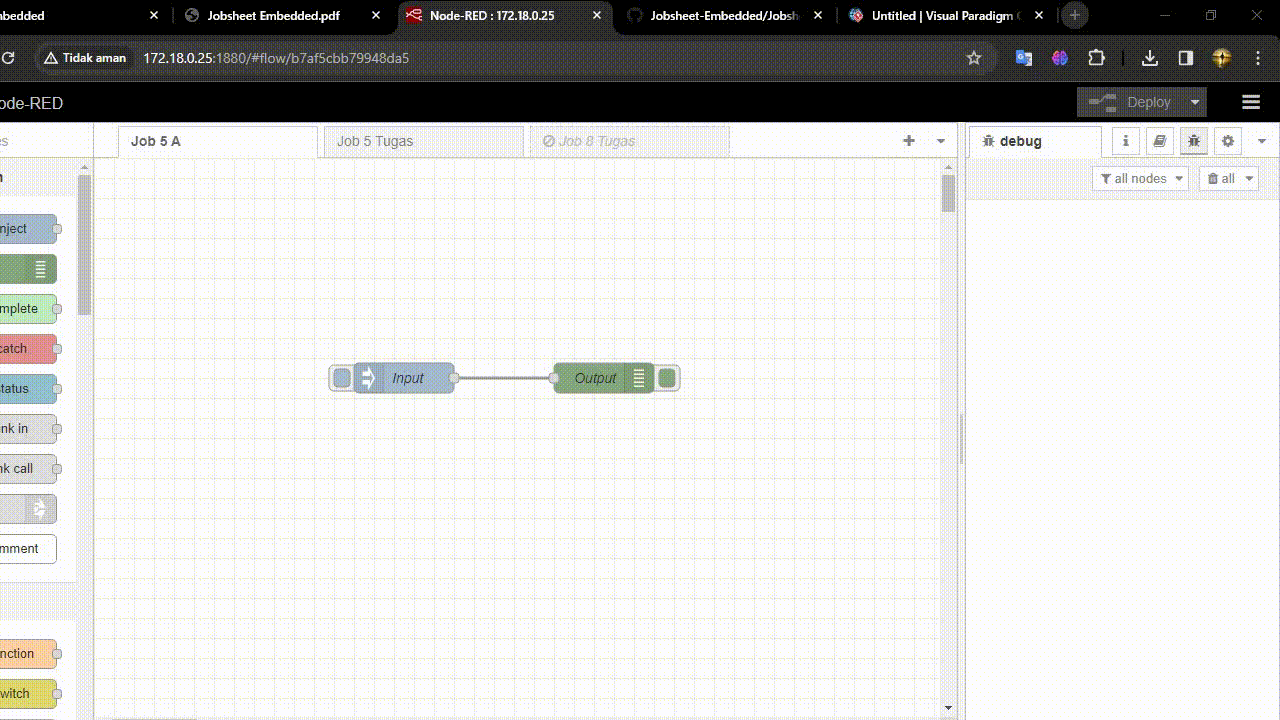 mbedded
Jobsheet Embedded.pdf
Node-RED : 172.18.0.25
Jobsheet-Embedded/Jobsh
Untitled | Visual Paradigm
Tidak aman
172.18.0.25:1880/#flow/b7af5cbb79948da5
ode-RED
Deploy
es
Job 5 A
Job 5 Tugas
Job 8 Tugas
debug
all nodes
all
n
nject
mplete
catch
status
Input
Output
nk in
nk call
mment
nction
witch